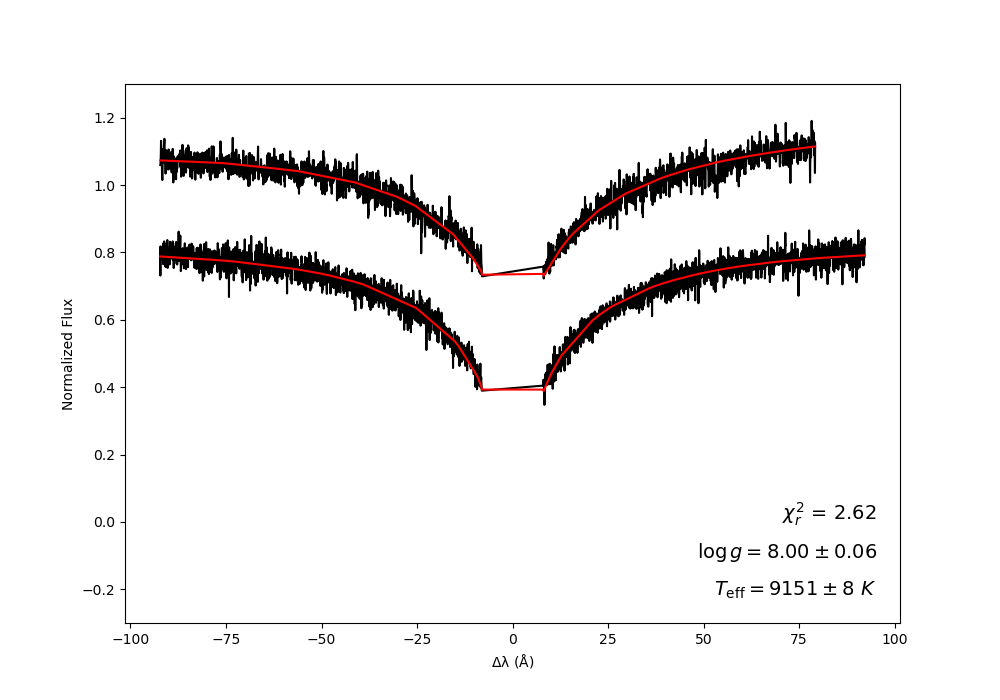 1.2
1.0
0.8
0.6
0.4
0.2
0.0
−0.2
Normalized Flux
χ²ᵣ = 2.62
log g = 8.00 ± 0.06
T_eff = 9151 ± 8 K
−100 −75 −50 −25 0 25 50 75 100
Δλ (Å)